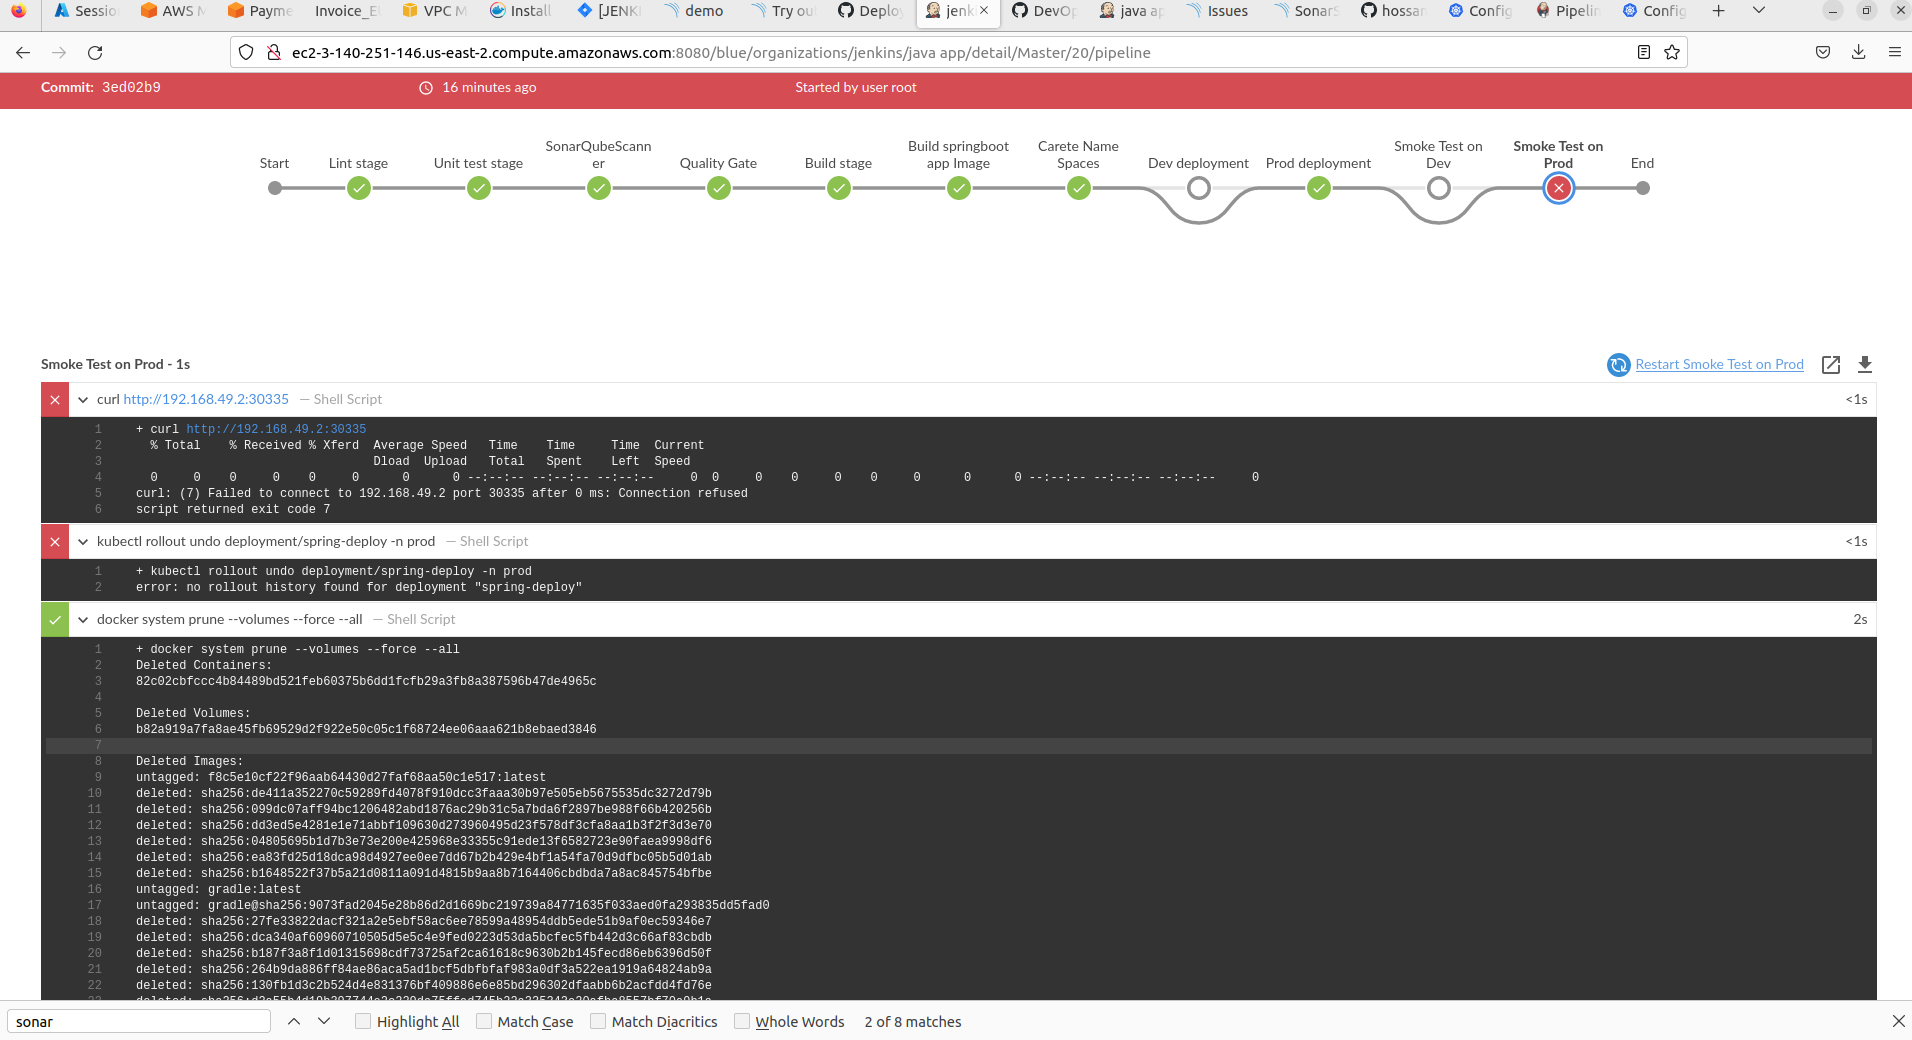 Sessio
AWS M
Payme
Invoice_EU
VPC M
Install
[JENKI
demo
Try ou
Deploy
jenki
DevOp
java ap
Issues
SonarS
hossan
Config
Pipelin
Config
ec2-3-140-251-146.us-east-2.compute.amazonaws.com:8080/blue/organizations/jenkins/java app/detail/Master/20/pipeline
Commit: 3ed02b9
16 minutes ago
Started by user root
Start
Lint stage
Unit test stage
SonarQubeScann
er
Quality Gate
Build stage
Build springboot
app Image
Carete Name
Spaces
Dev deployment
Prod deployment
Smoke Test on
Dev
Smoke Test on
Prod
End
Smoke Test on Prod - 1s
Restart Smoke Test on Prod
curl http://192.168.49.2:30335 — Shell Script
<1s
1 + curl http://192.168.49.2:30335
2 % Total % Received % Xferd Average Speed Time Time Time Current
3 Dload Upload Total Spent Left Speed
4 0 0 0 0 0 0 0 0 --:--:-- --:--:-- --:--:-- 0 0 0 0 0 0 0 0 0 --:--:-- --:--:-- --:--:-- 0
5 curl: (7) Failed to connect to 192.168.49.2 port 30335 after 0 ms: Connection refused
6 script returned exit code 7
kubectl rollout undo deployment/spring-deploy -n prod — Shell Script
<1s
1 + kubectl rollout undo deployment/spring-deploy -n prod
2 error: no rollout history found for deployment "spring-deploy"
docker system prune --volumes --force --all — Shell Script
2s
1 + docker system prune --volumes --force --all
2 Deleted Containers:
3 82c02cbfccc4b84489bd521feb60375b6dd1fcfb29a3fb8a387596b47de4965c
4
5 Deleted Volumes:
6 b82a919a7fa8ae45fb69529d2f922e50c05c1f68724ee06aaa621b8ebaed3846
7
8 Deleted Images:
9 untagged: f8c5e10cf22f96aab64430d27faf68aa50c1e517:latest
10 deleted: sha256:de411a352270c59289fd4078f910dcc3faaa30b97e505eb5675535dc3272d79b
11 deleted: sha256:099dc07aff94bc1206482abd1876ac29b31c5a7bda6f2897be988f66b420256b
12 deleted: sha256:dd3ed5e4281e1e71abbf109630d273960495d23f578df3cfa8aa1b3f2f3d3e70
13 deleted: sha256:04805695b1d7b3e73e200e425968e33355c91ede13f6582723e90faea9998df6
14 deleted: sha256:ea83fd25d18dca98d4927ee0ee7dd67b2b429e4bf1a54fa70d9dfbc05b5d01ab
15 deleted: sha256:b1648522f37b5a21d0811a091d4815b9aa8b7164406cbdbda7a8ac845754bfbe
16 untagged: gradle:latest
17 untagged: gradle@sha256:9073fad2045e28b86d2d1669bc219739a84771635f033aed0fa293835dd5fad0
18 deleted: sha256:27fe33822dacf321a2e5ebf58ac6ee78599a48954ddb5ede51b9af0ec59346e7
19 deleted: sha256:dca340af60960710505d5e5c4e9fed0223d53da5bcfec5fb442d3c66af83cbdb
20 deleted: sha256:b187f3a8f1d01315698cdf73725af2ca61618c9630b2b145fecd86eb6396d50f
21 deleted: sha256:264b9da886ff84ae86aca5ad1bcf5dbfbfaf983a0df3a522ea1919a64824ab9a
22 deleted: sha256:130fb1d3c2b524d4e831376bf409886e6e85bd296302dfaabb6b2acfdd4fd76e
sonar
Highlight All
Match Case
Match Diacritics
Whole Words
2 of 8 matches